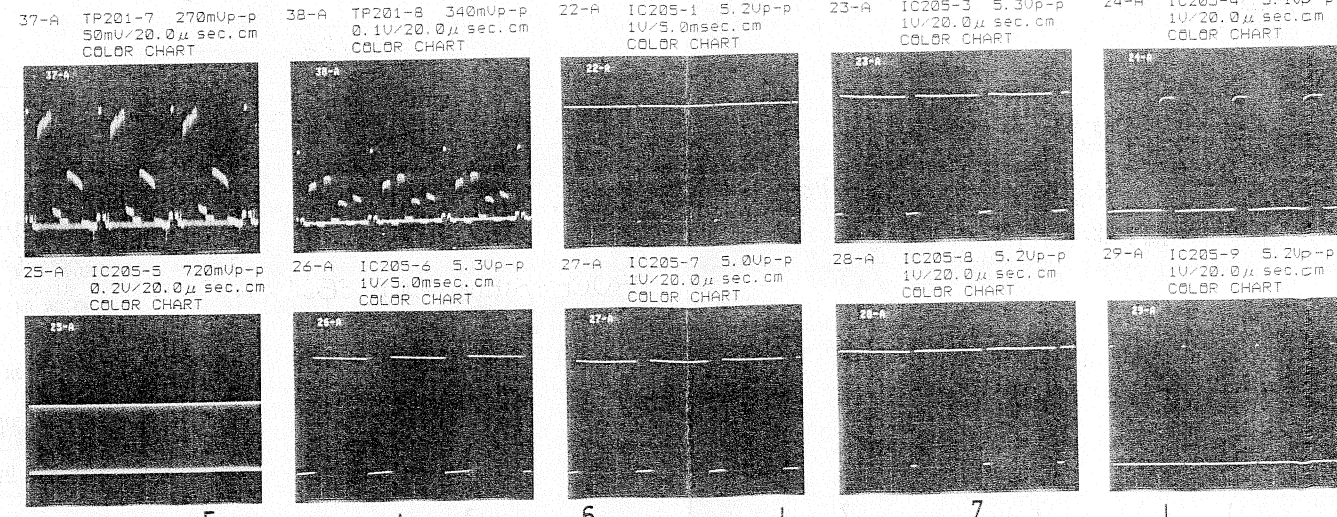 37-A TP201-7 270mVp-p
50mV/20.0μ sec.cm
COLOR CHART
38-A TP201-8 340mVp-p
0.1V/20.0μ sec.cm
COLOR CHART
22-A IC205-1 5.2Vp-p
1V/5.0msec.cm
COLOR CHART
23-A IC205-3 5.3Vp-p
1V/20.0μ sec.cm
COLOR CHART
24-A IC205-4 5.1Vp-p
1V/20.0μ sec.cm
COLOR CHART
37-A
38-A
22-A
23-A
24-A
25-A IC205-5 720mVp-p
0.2V/20.0μ sec.cm
COLOR CHART
26-A IC205-6 5.3Vp-p
1V/5.0msec.cm
COLOR CHART
27-A IC205-7 5.0Vp-p
1V/20.0μ sec.cm
COLOR CHART
28-A IC205-8 5.2Vp-p
1V/20.0μ sec.cm
COLOR CHART
29-A IC205-9 5.2Vp-p
1V/20.0μ sec.cm
COLOR CHART
25-A
26-A
27-A
28-A
29-A
6
7